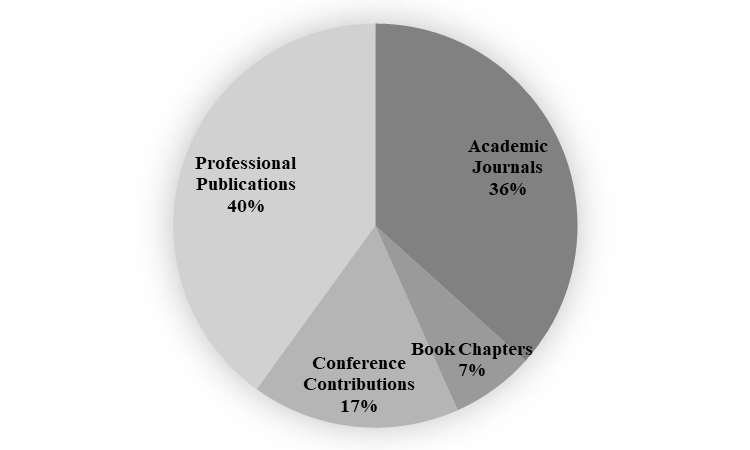 Academic
Journals
36%
Book Chapters
7%
Conference
Contributions
17%
Professional
Publications
40%